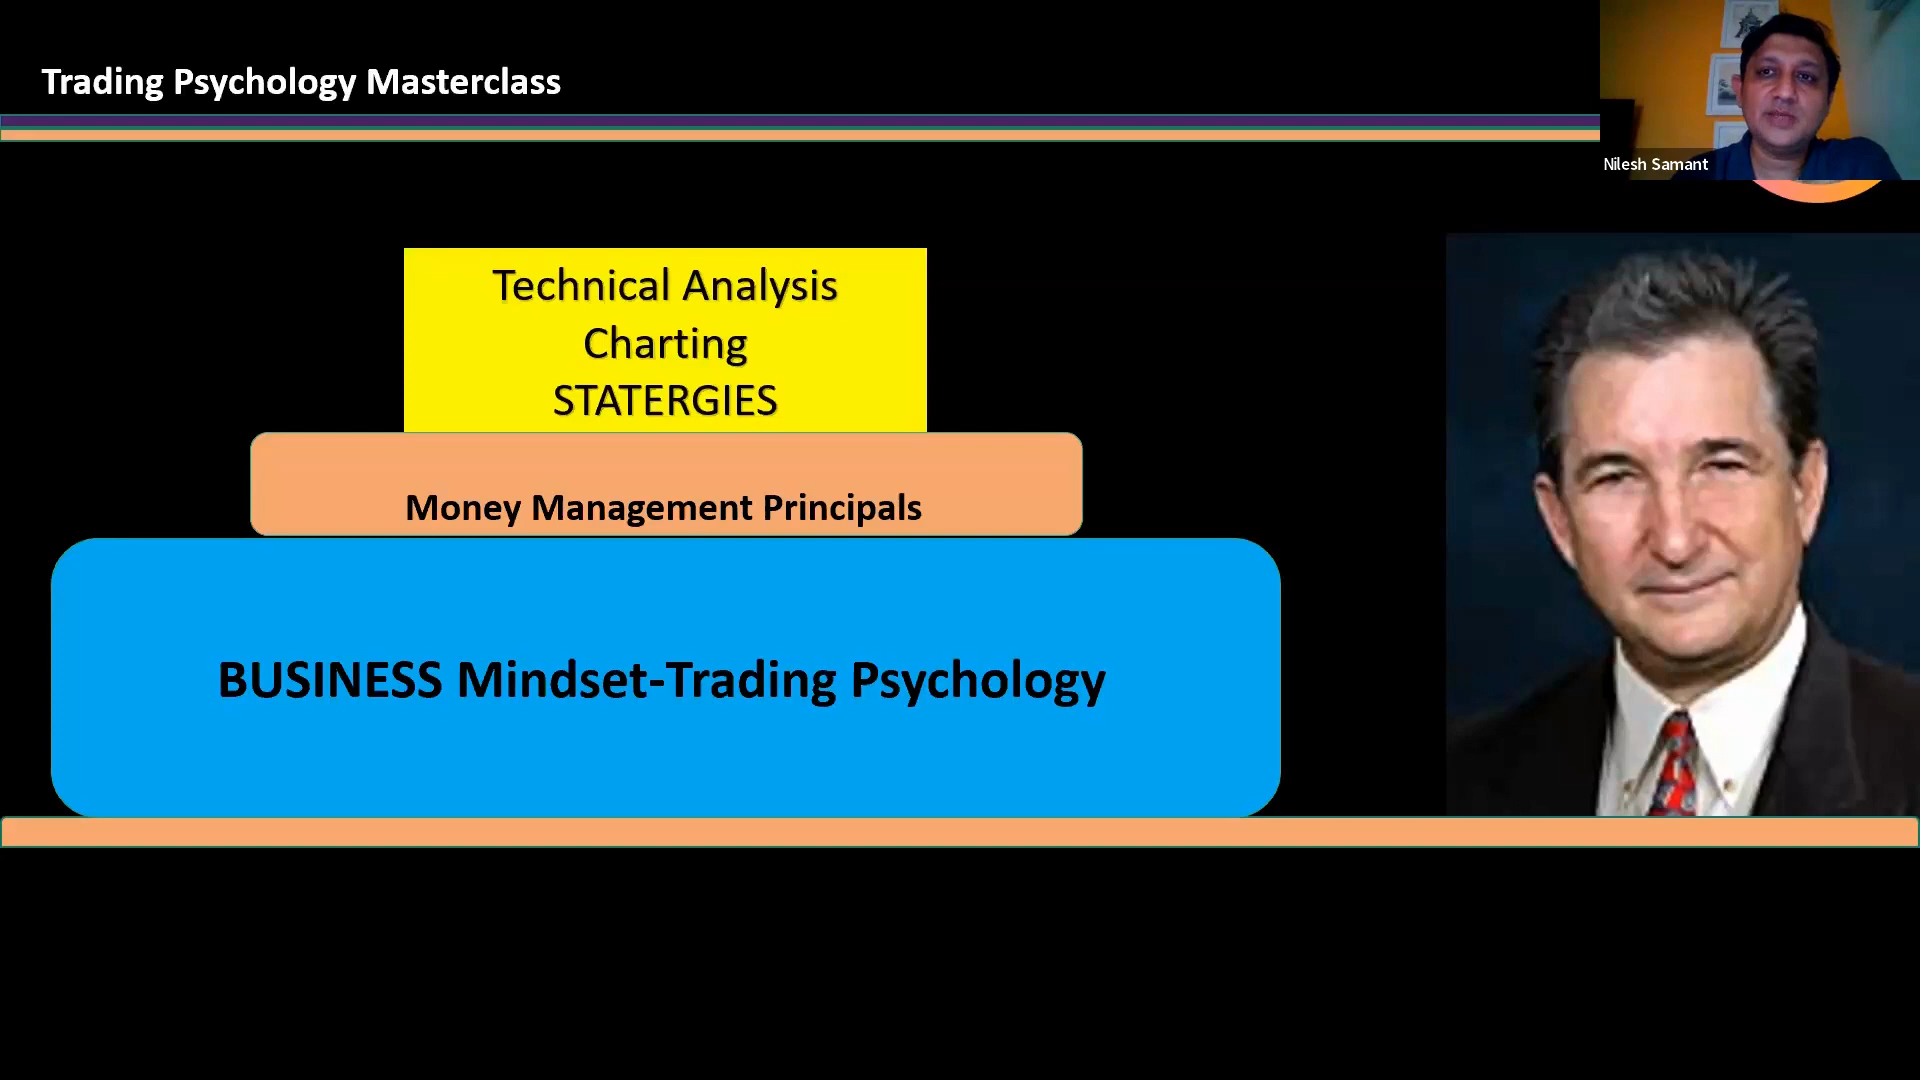 Trading Psychology Masterclass
Nilesh Samant
Technical Analysis
Charting
STATERGIES
Money Management Principals
BUSINESS Mindset-Trading Psychology